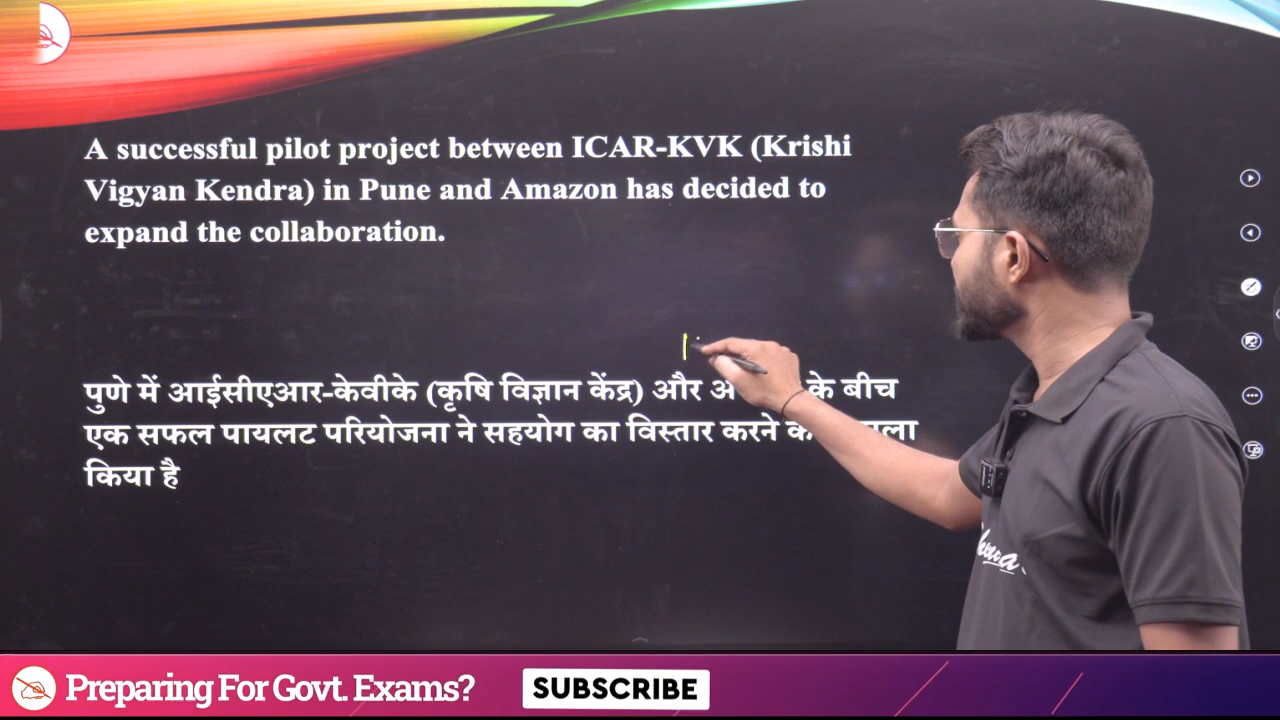 A successful pilot project between ICAR-KVK (Krishi
Vigyan Kendra) in Pune and Amazon has decided to
expand the collaboration.
पुणे में आईसीएआर-केवीके (कृषि विज्ञान केंद्र) और के बीच
एक सफल पायलट परियोजना ने सहयोग का विस्तार करने
किया है
Preparing For Govt. Exams?
SUBSCRIBE